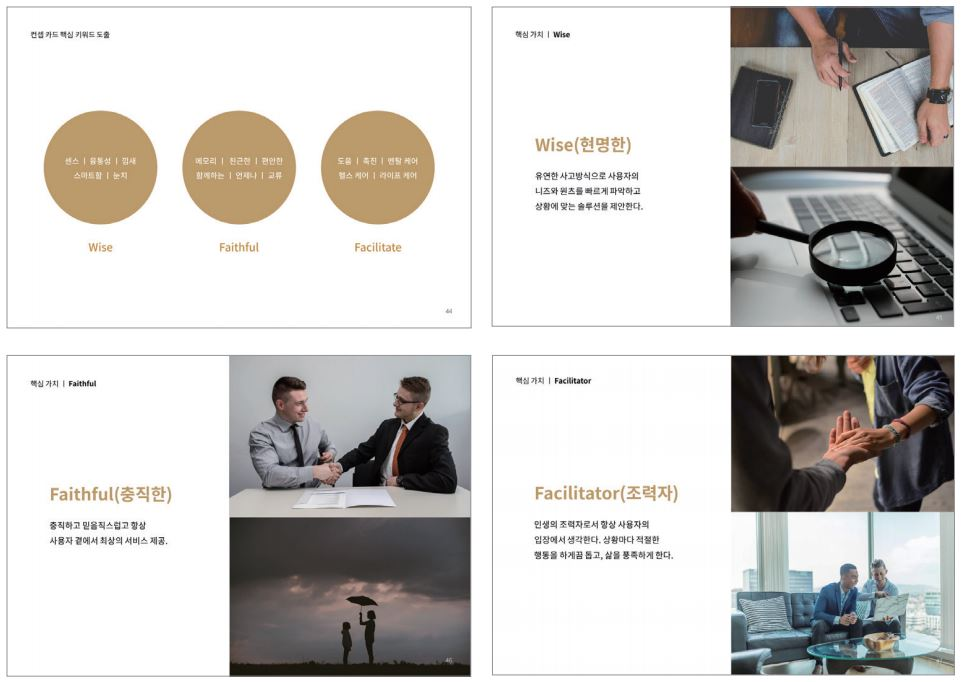 컨셉 카드 핵심 키워드 도출
센스 | 융통성 | 낌새
스마트함 | 눈치
메모리 | 친근한 | 편안한
함께하는 | 언제나 | 교류
도움 | 촉진 | 멘탈 케어
헬스 케어 | 라이프 케어
Wise
Faithful
Facilitate
44
핵심 가치 | Wise
Wise(현명한)
유연한 사고방식으로 사용자의
니즈와 원츠를 빠르게 파악하고
상황에 맞는 솔루션을 제안한다.
45
핵심 가치 | Faithful
Faithful(충직한)
충직하고 믿음직스럽고 항상
사용자 곁에서 최상의 서비스 제공.
46
핵심 가치 | Facilitator
Facilitator(조력자)
인생의 조력자로서 항상 사용자의
입장에서 생각한다. 상황마다 적절한
행동을 하게끔 돕고, 삶을 풍족하게 한다.